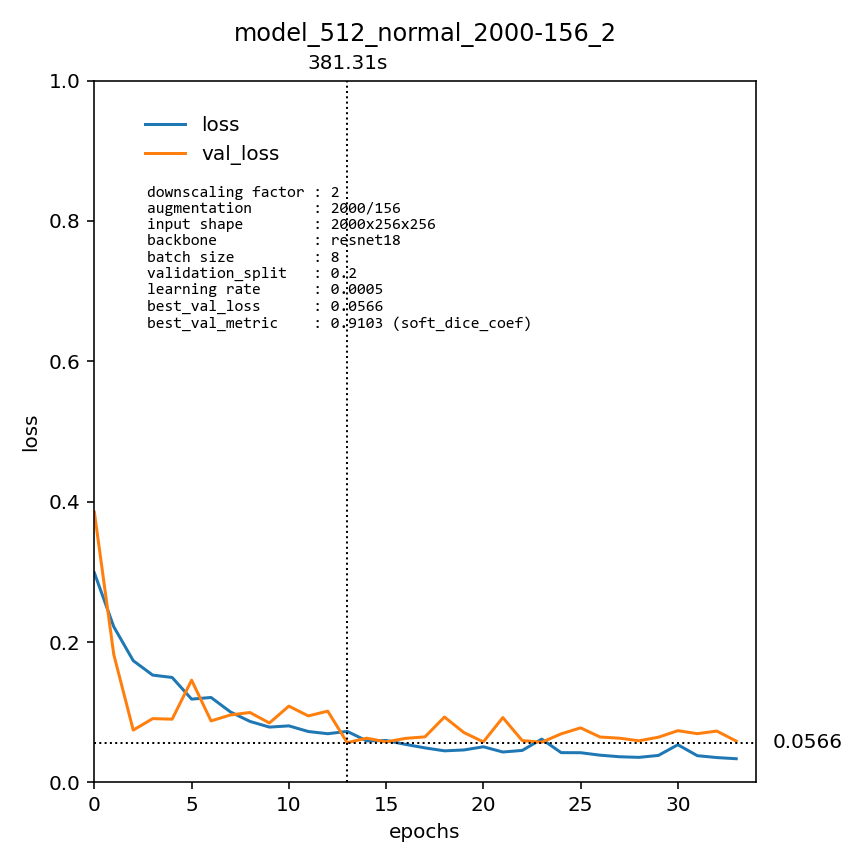 model_512_normal_2000-156_2
381.31s
1.0
loss
val_loss
downscaling factor : 2
augmentation       : 2000/156
input shape        : 2000x256x256
backbone           : resnet18
batch size         : 8
validation_split   : 0.2
learning rate      : 0.0005
best_val_loss      : 0.0566
best_val_metric    : 0.9103 (soft_dice_coef)
0.8
0.6
loss
0.4
0.2
0.0566
0.0
0 5 10 15 20 25 30
epochs